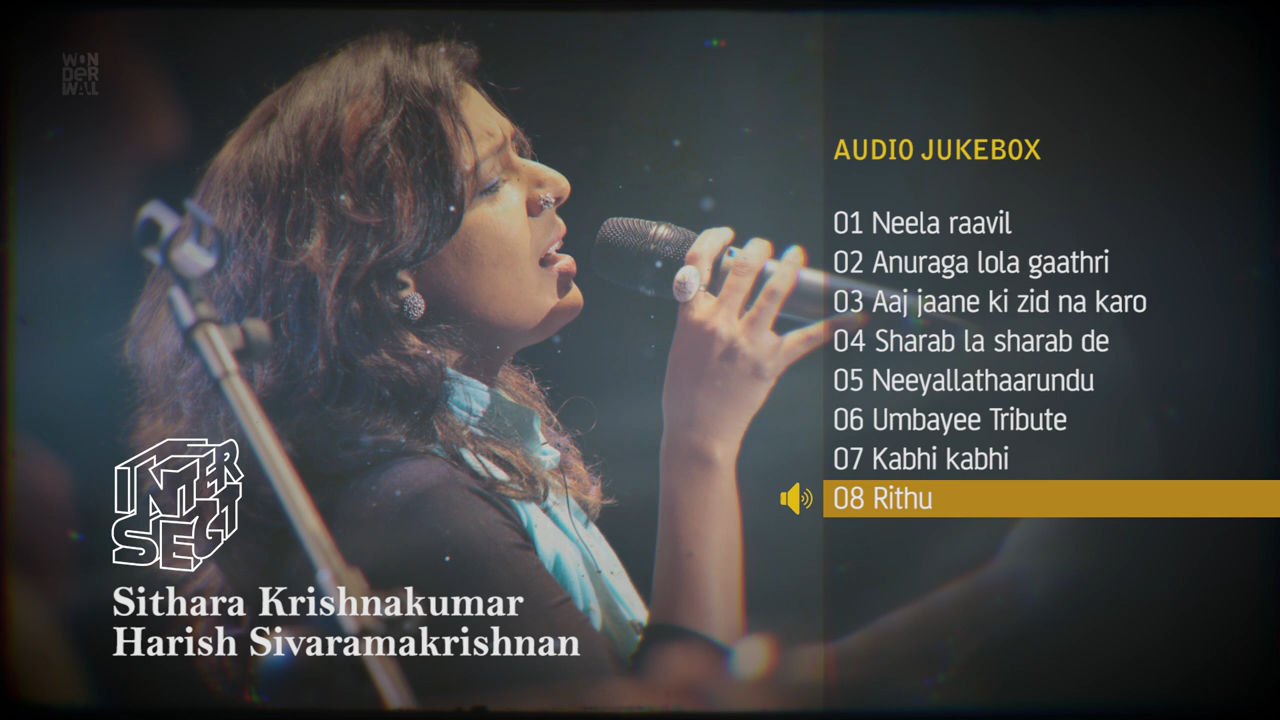 WON
DER
WALL
AUDIO JUKEBOX
01 Neela raavil
02 Anuraga lola gaathri
03 Aaj jaane ki zid na karo
04 Sharab la sharab de
05 Neeyallathaarundu
06 Umbayee Tribute
07 Kabhi kabhi
08 Rithu
INTER
SECT
Sithara Krishnakumar
Harish Sivaramakrishnan